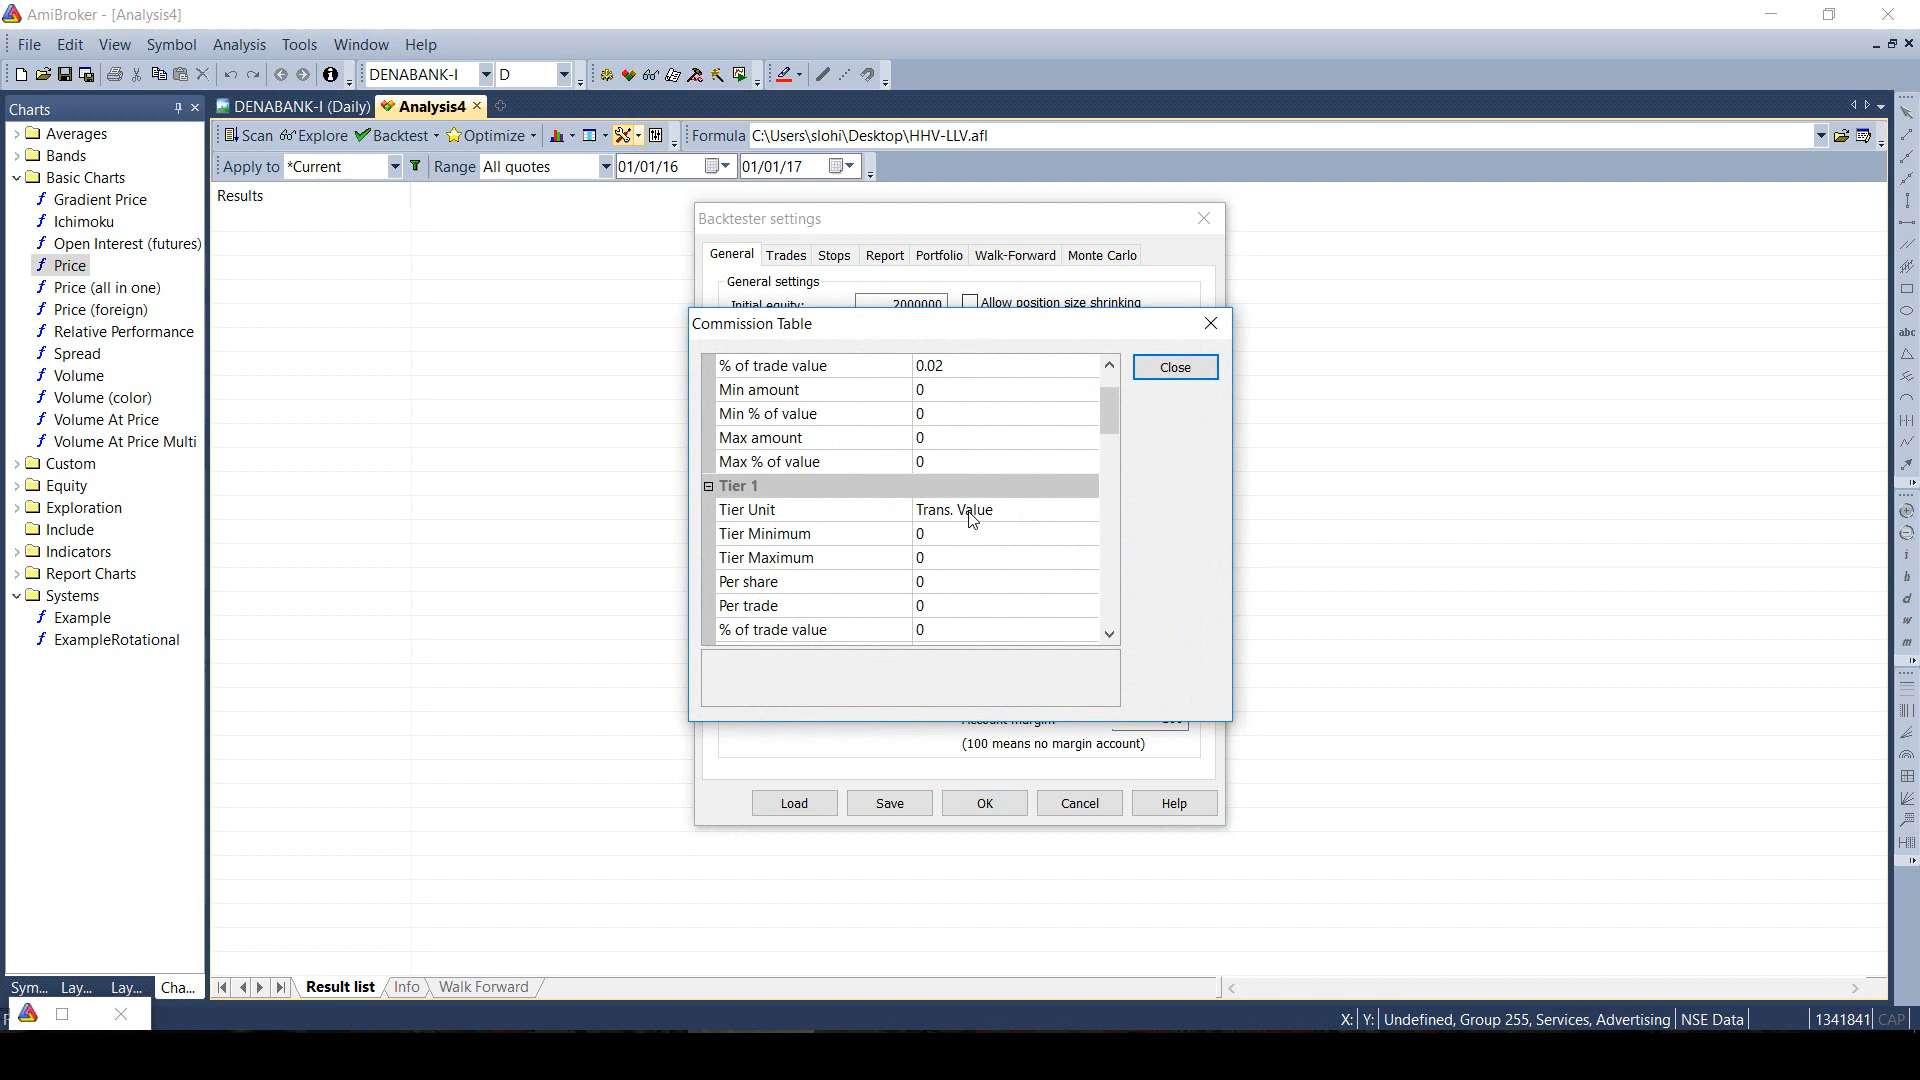 AmiBroker - [Analysis4]
File Edit View Symbol Analysis Tools Window Help
DENABANK-I D
Charts
DENABANK-I (Daily) Analysis4
Scan Explore Backtest Optimize Formula C:\Users\slohi\Desktop\HHV-LLV.afl
Apply to *Current Range All quotes 01/01/16 01/01/17
Results
Averages
Bands
Basic Charts
Gradient Price
Ichimoku
Open Interest (futures)
Price
Price (all in one)
Price (foreign)
Relative Performance
Spread
Volume
Volume (color)
Volume At Price
Volume At Price Multi
Custom
Equity
Exploration
Include
Indicators
Report Charts
Systems
Example
ExampleRotational
Backtester settings
General Trades Stops Report Portfolio Walk-Forward Monte Carlo
General settings
Initial equity: 2000000 Allow position size shrinking
Commission Table
% of trade value 0.02
Close
Min amount 0
Min % of value 0
Max amount 0
Max % of value 0
Tier 1
Tier Unit Trans. Value
Tier Minimum 0
Tier Maximum 0
Per share 0
Per trade 0
% of trade value 0
Account margin:
(100 means no margin account)
Load Save OK Cancel Help
abc
i
h
d
w
m
Sym... Lay... Lay... Cha...
Result list Info Walk Forward
X: Y: Undefined, Group 255, Services, Advertising NSE Data 1341841 CAP